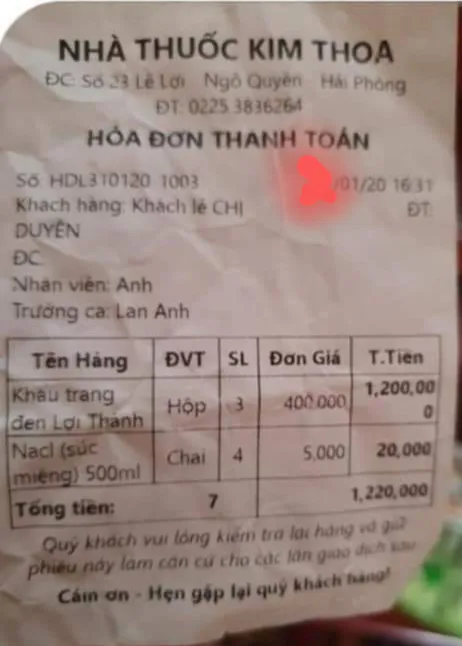 NHÀ THUỐC KIM THOA
ĐC: Số 33 Lê Lợi Ngô Quyền Hải Phòng
ĐT: 0225.3836264
HÓA ĐƠN THANH TOÁN
Số: HDL310120 1003 /01/20 16:31
Khách hàng: Khách lẻ CHỊ ĐT:
DUYÊN
ĐC:
Nhân viên: Anh
Trưởng ca: Lan Anh
Tên Hàng ĐVT SL Đơn Giá T.Tiền
Khẩu trang 1,200,00
đen Lợi Thành Hộp 3 400.000 0
Nacl (súc
miệng) 500ml Chai 4 5,000 20,000
Tổng tiền: 7 1,220,000
Quý khách vui lòng kiểm tra lại hàng và giữ
phiếu này làm căn cứ cho các lần giao dịch sau
Cám ơn - Hẹn gặp lại quý khách hàng!